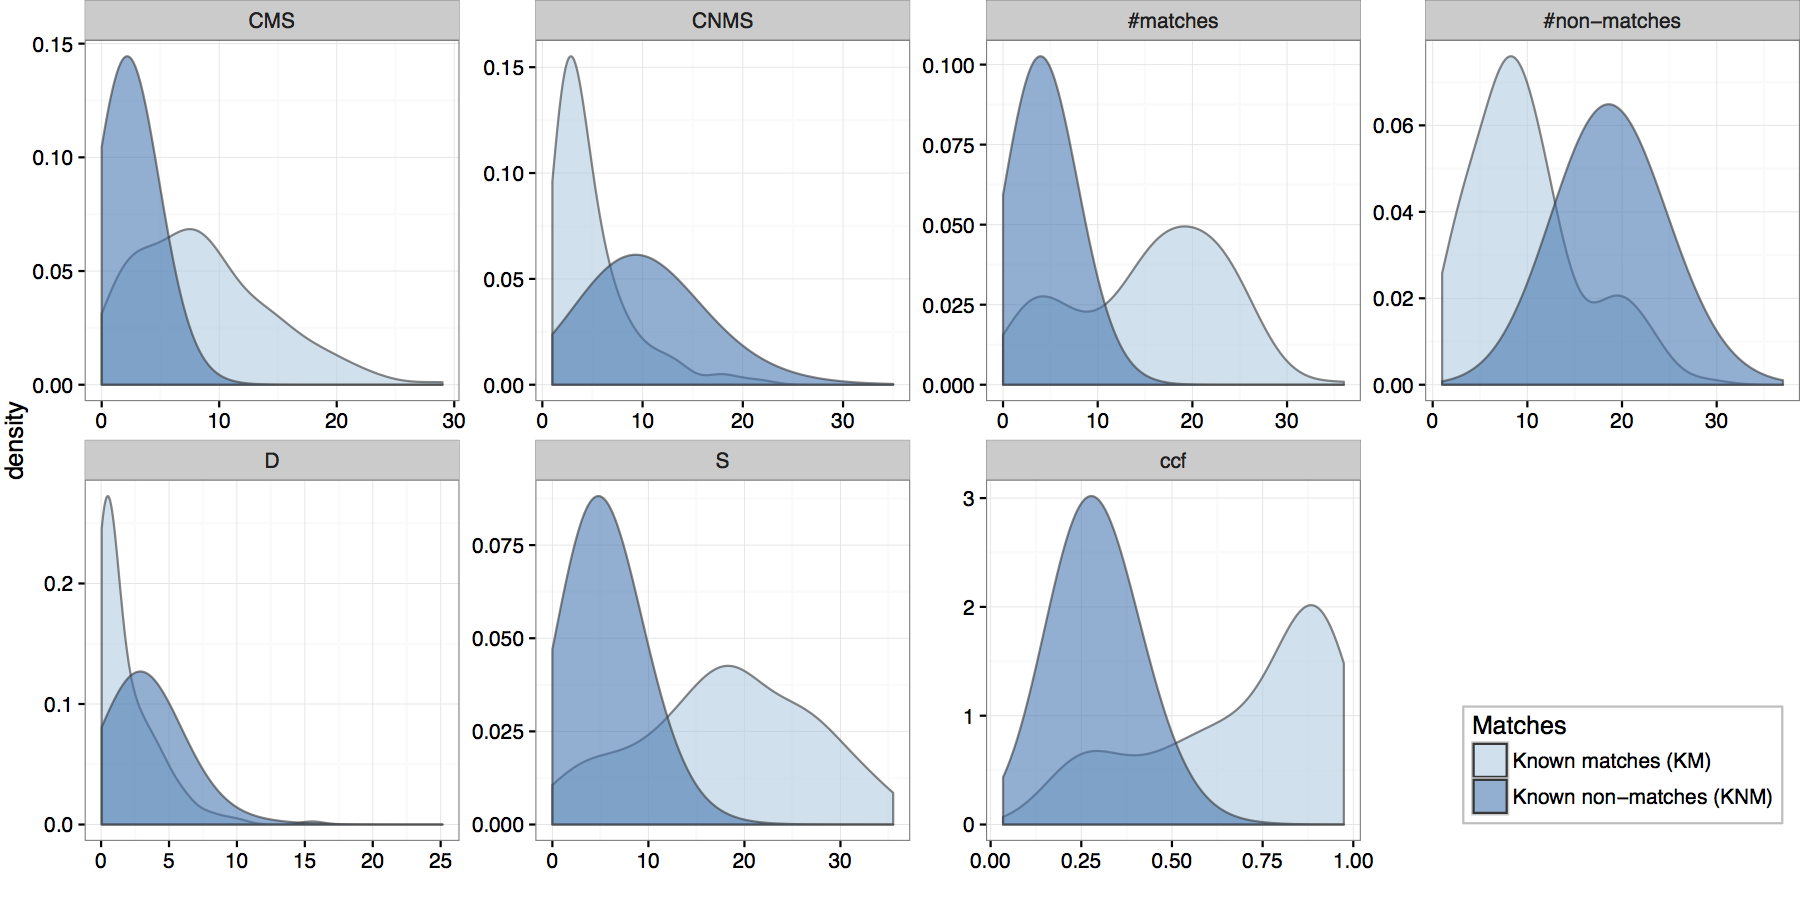 CMS CNMS #matches #non−matches
0.15
0.10
0.05
0.00
0 10 20 30
0.15
0.10
0.05
0.00
0 10 20 30
0.100
0.075
0.050
0.025
0.000
0 10 20 30
0.06
0.04
0.02
0.00
0 10 20 30
density
D S ccf
0.2
0.1
0.0
0 5 10 15 20 25
0.075
0.050
0.025
0.000
0 10 20 30
3
2
1
0
0.00 0.25 0.50 0.75 1.00
Matches
Known matches (KM)
Known non−matches (KNM)